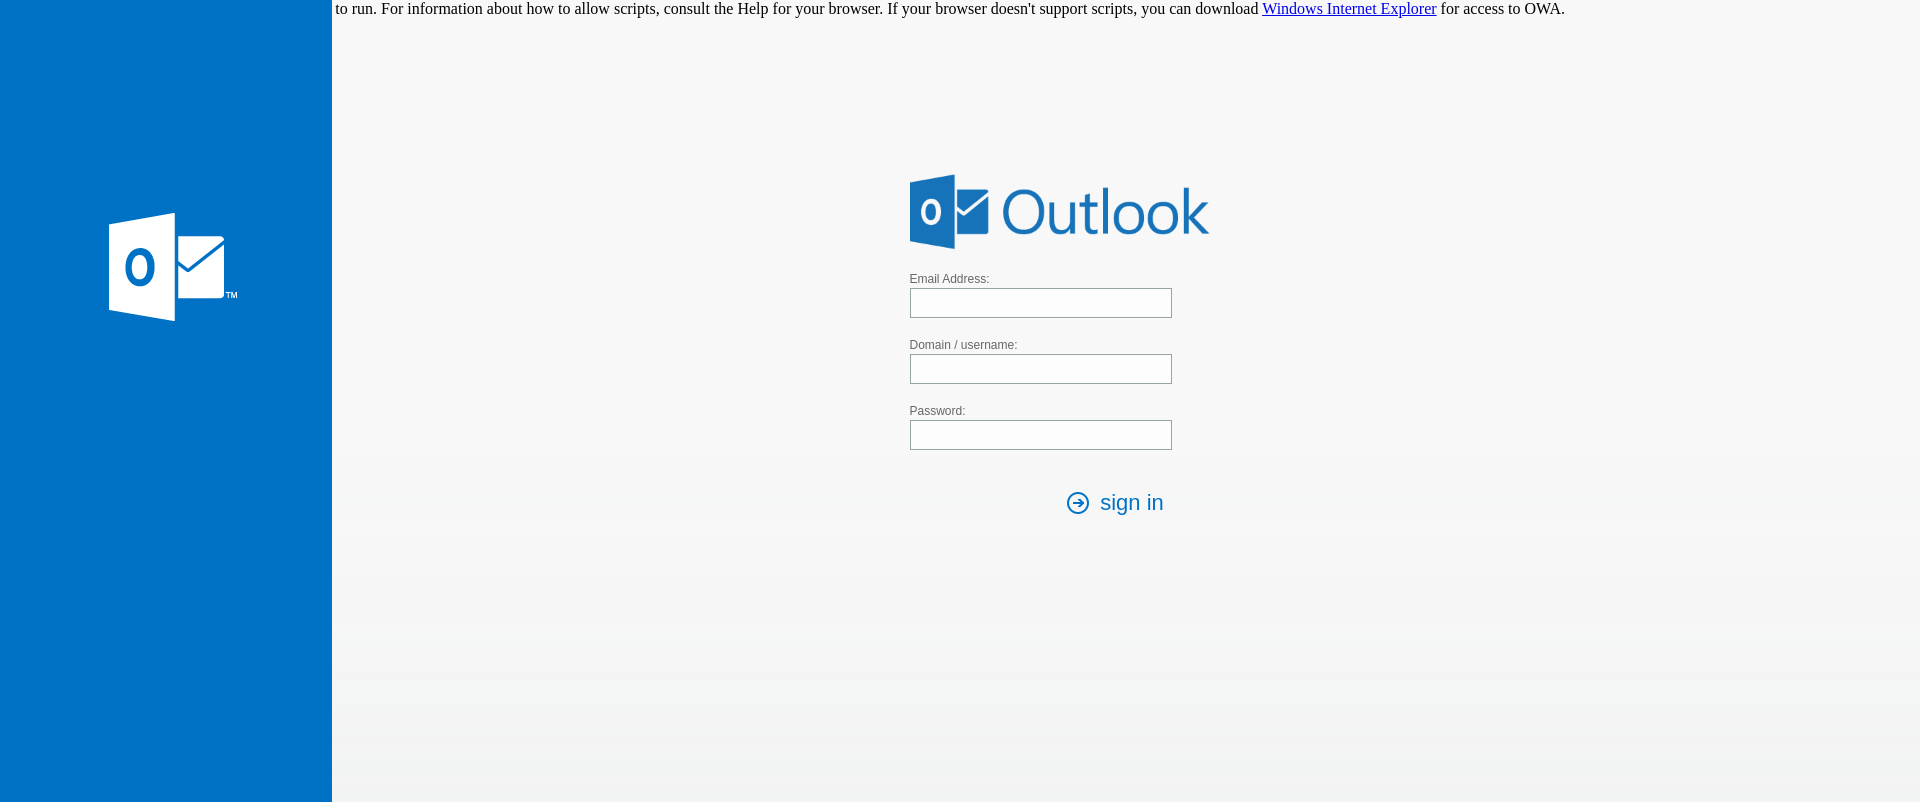 to run. For information about how to allow scripts, consult the Help for your browser. If your browser doesn't support scripts, you can download Windows Internet Explorer for access to OWA.
O
TM
O Outlook
Email Address:
Domain / username:
Password:
sign in